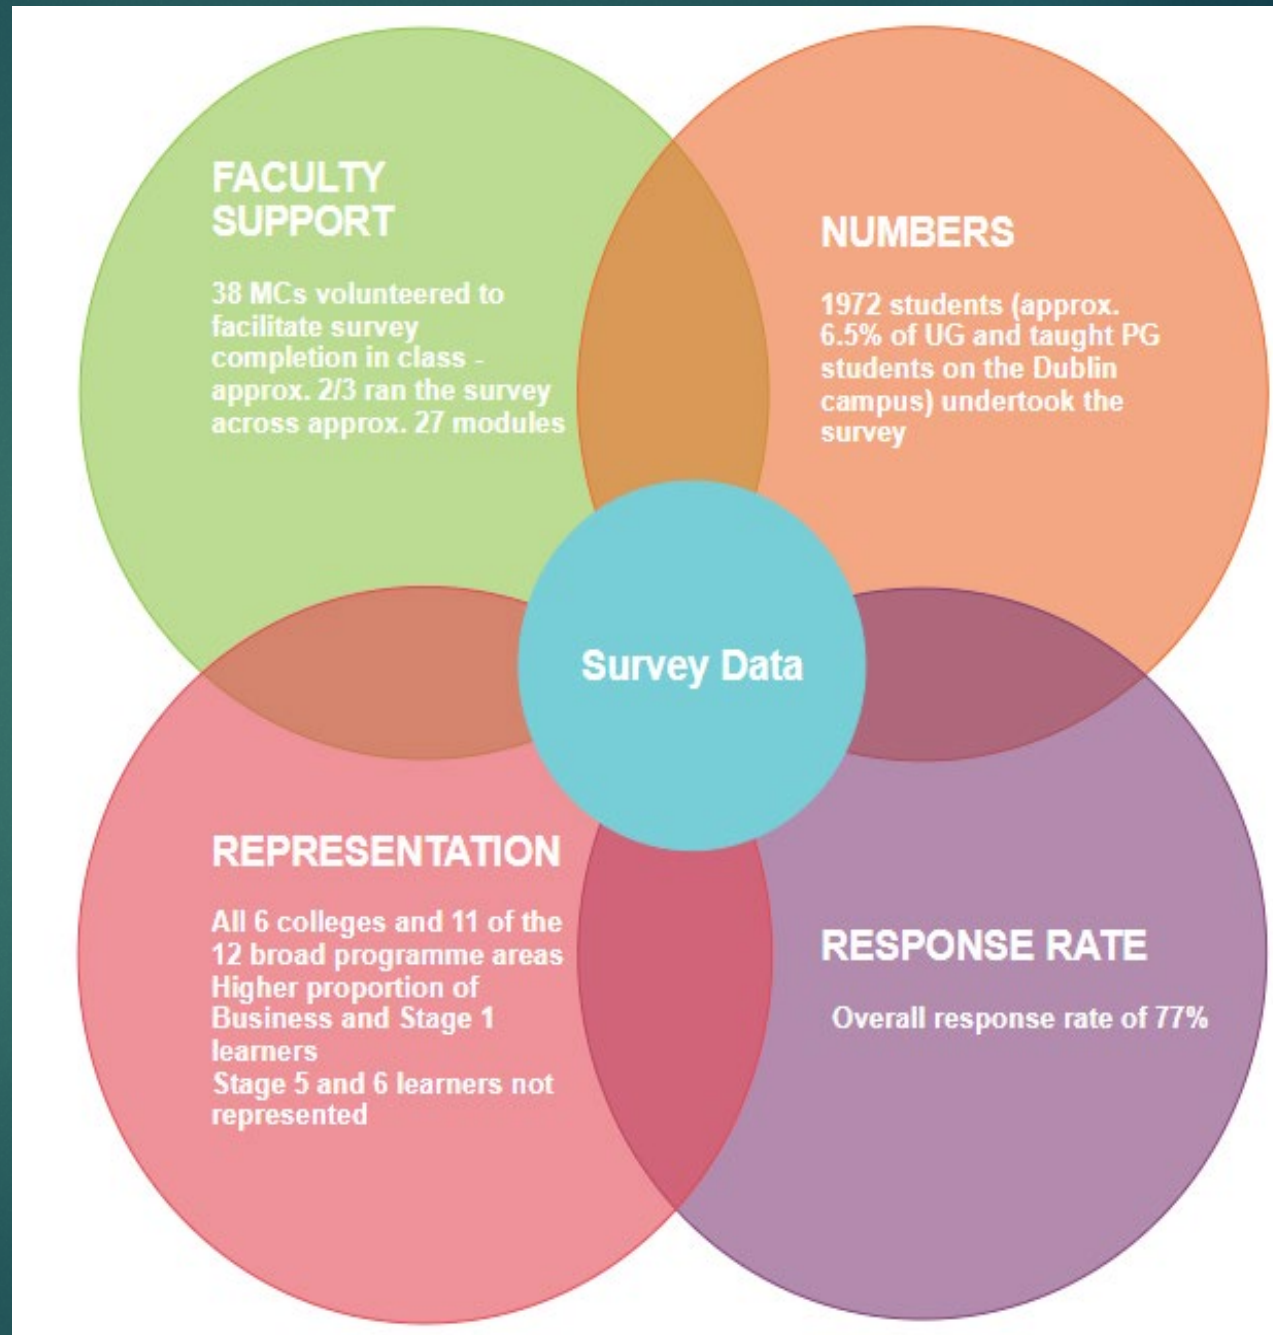 FACULTY
SUPPORT
38 MCs volunteered to
facilitate survey
completion in class -
approx. 2/3 ran the survey
across approx. 27 modules
NUMBERS
1972 students (approx.
6.5% of UG and taught PG
students on the Dublin
campus) undertook the
survey
Survey Data
REPRESENTATION
All 6 colleges and 11 of the
12 broad programme areas
Higher proportion of
Business and Stage 1
learners
Stage 5 and 6 learners not
represented
RESPONSE RATE
Overall response rate of 77%